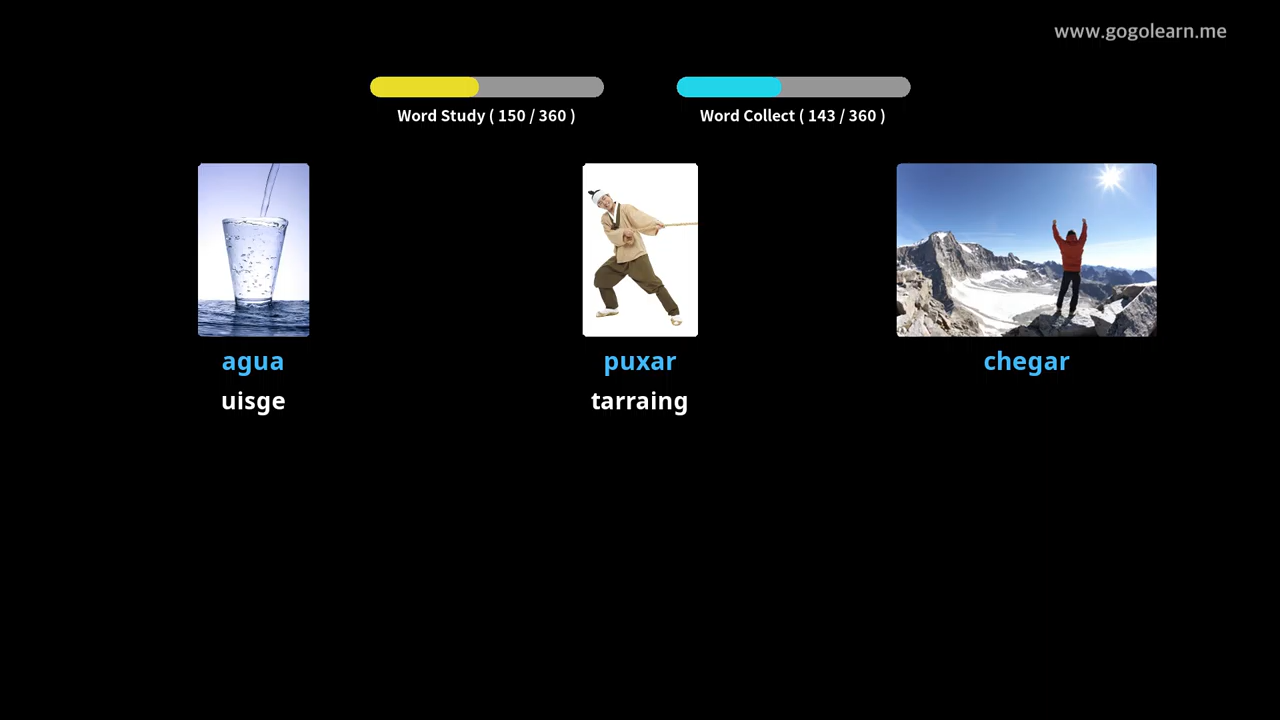 www.gogolearn.me
Word Study ( 150 / 360 )
Word Collect ( 143 / 360 )
agua
puxar
chegar
uisge
tarraing